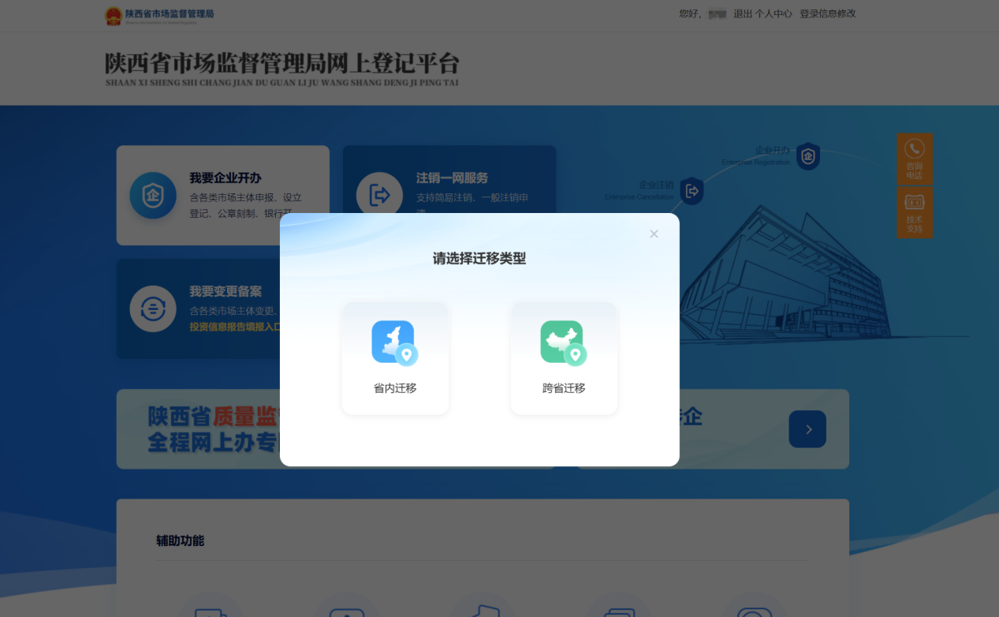 陕西省市场监督管理局
您好， 退出 个人中心 登录信息修改
陕西省市场监督管理局网上登记平台
SHAAN XI SHENG SHI CHANG JIAN DU GUAN LI JU WANG SHANG DENG JI PING TAI
我要企业开办
含各类市场主体申报、设立
登记、公章刻制、银行开
注销一网服务
支持简易注销、一般注销申
请
企业开办
Enterprise Registration
企业注销
Enterprise Cancellation
咨询
电话
技术
支持
我要变更备案
含各类市场主体变更、
投资信息报告填报入口
请选择迁移类型
省内迁移
跨省迁移
陕西省质量监
全程网上办专
企
辅助功能